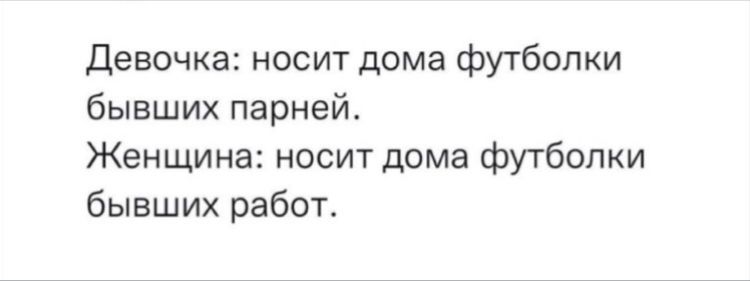 Девочка: носит дома футболки
бывших парней.
Женщина: носит дома футболки
бывших работ.